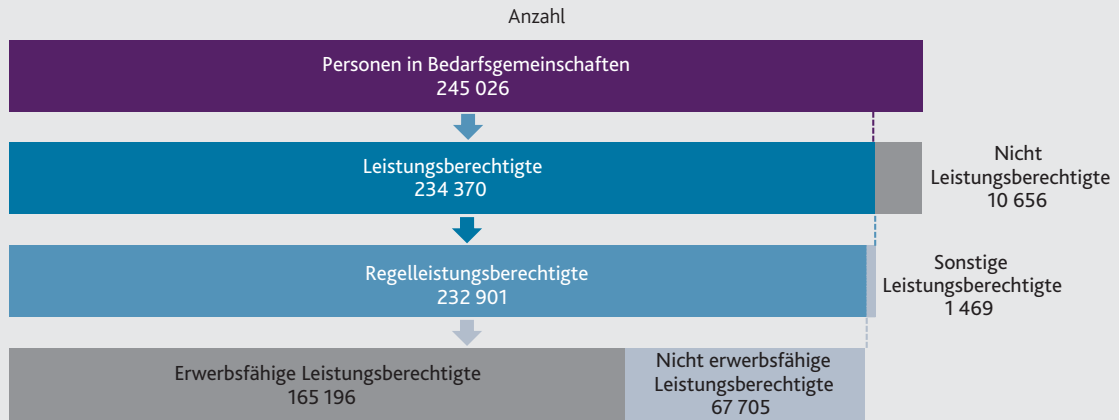 Anzahl
Personen in Bedarfsgemeinschaften
245 026
Leistungsberechtigte
234 370
Nicht
Leistungsberechtigte
10 656
Regelleistungsberechtigte
232 901
Sonstige
Leistungsberechtigte
1 469
Erwerbsfähige Leistungsberechtigte
165 196
Nicht erwerbsfähige
Leistungsberechtigte
67 705